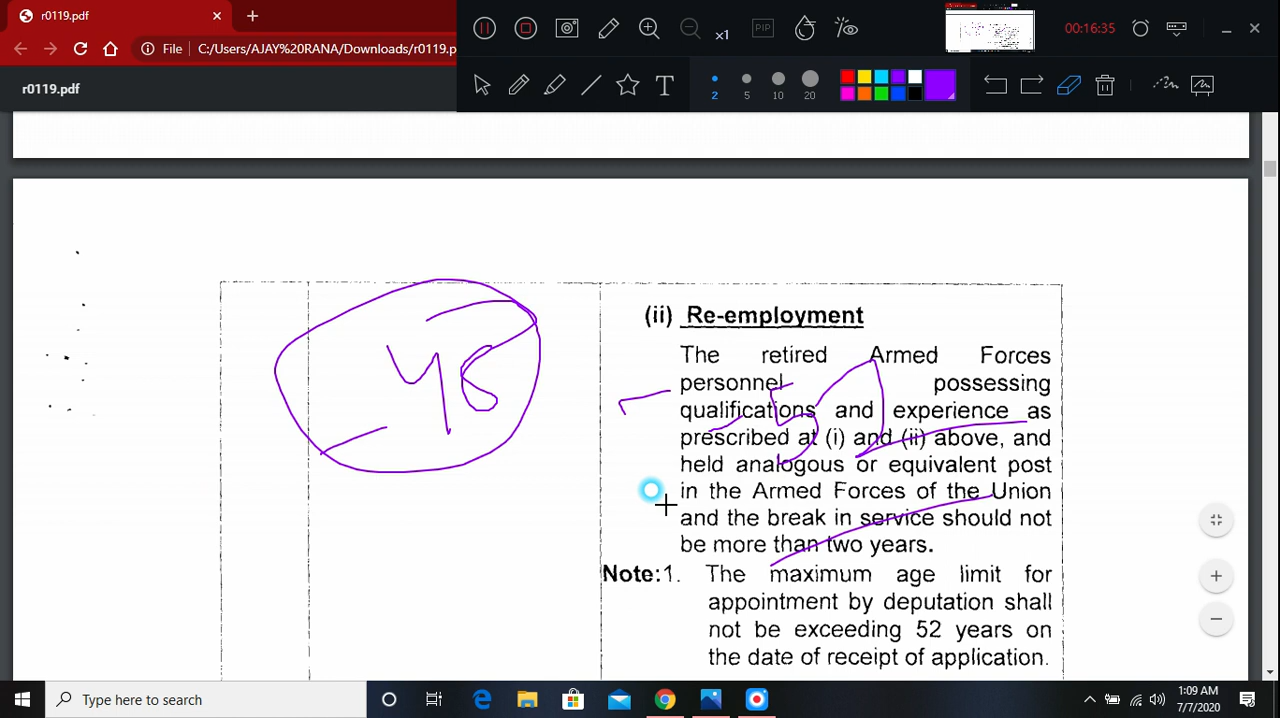 r0119.pdf
File C:/Users/AJAY%20RANA/Downloads/r0119.p
x1
PIP
00:16:35
r0119.pdf
T
2 5 10 20
48
52
(ii) Re-employment
The retired Armed Forces
personnel possessing
qualifications and experience as
prescribed at (i) and (ii) above, and
held analogous or equivalent post
in the Armed Forces of the Union
and the break in service should not
be more than two years.
Note:1. The maximum age limit for
appointment by deputation shall
not be exceeding 52 years on
the date of receipt of application.
Type here to search
1:09 AM
7/7/2020